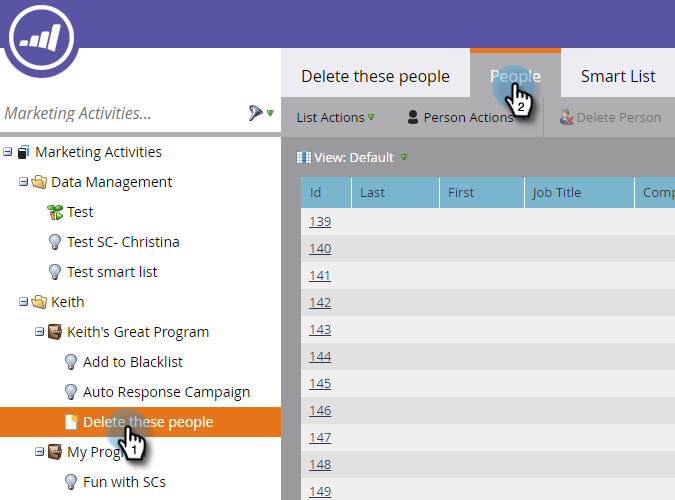 Delete these people
People
Smart List
Marketing Activities...
List Actions
Person Actions
Delete Person
View: Default
Id
Last
First
Job Title
Comp
139
140
141
142
143
144
145
146
147
148
149
Marketing Activities
Data Management
Test
Test SC- Christina
Test smart list
Keith
Keith's Great Program
Add to Blacklist
Auto Response Campaign
Delete these people
My Prog
Fun with SCs
1
2